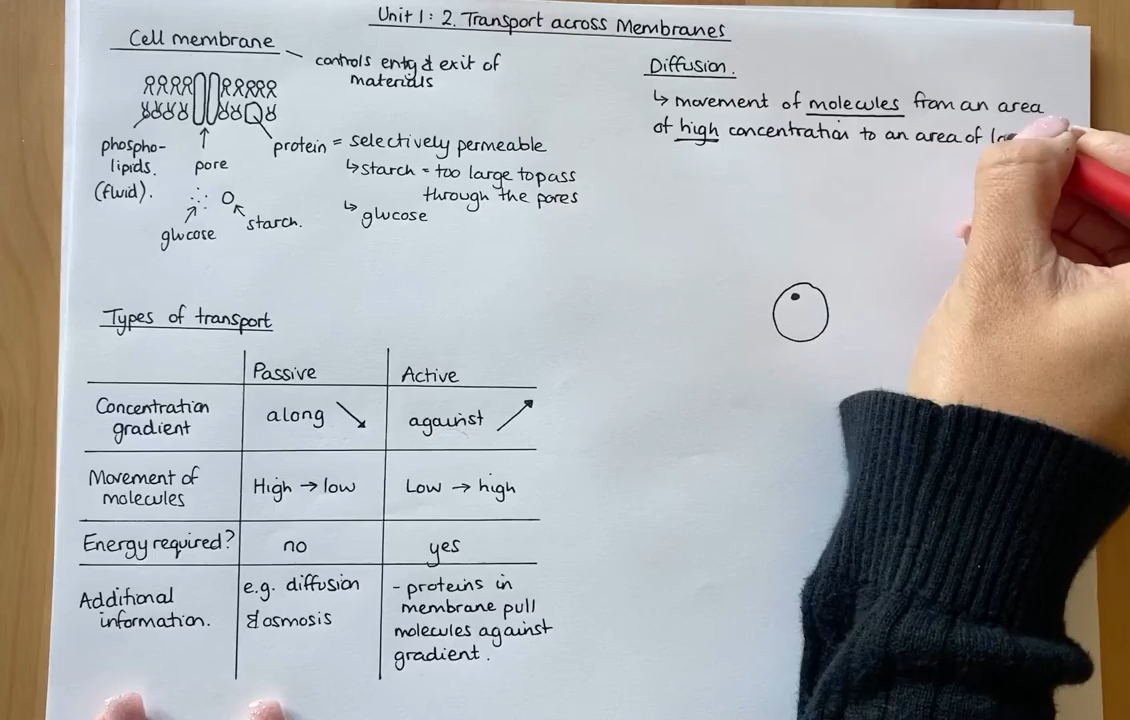 Unit 1: 2. Transport across Membranes
Cell membrane
controls entry & exit of
materials
phospho-
lipids.
(fluid).
pore
protein = selectively permeable
↳ starch = too large to pass
through the pores
↳ glucose
glucose
starch.
Types of transport
Passive
Active
Concentration
gradient
along ↘
against ↗
Movement of
molecules
High → low
Low → high
Energy required?
no
yes
Additional
information.
e.g. diffusion
& osmosis
- proteins in
membrane pull
molecules against
gradient.
Diffusion.
↳ movement of molecules from an area
of high concentration to an area of